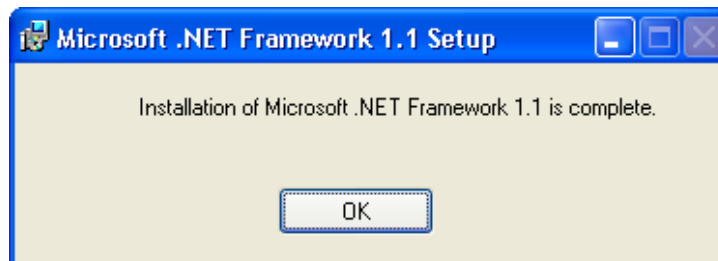 Microsoft .NET Framework 1.1 Setup
Installation of Microsoft .NET Framework 1.1 is complete.
OK